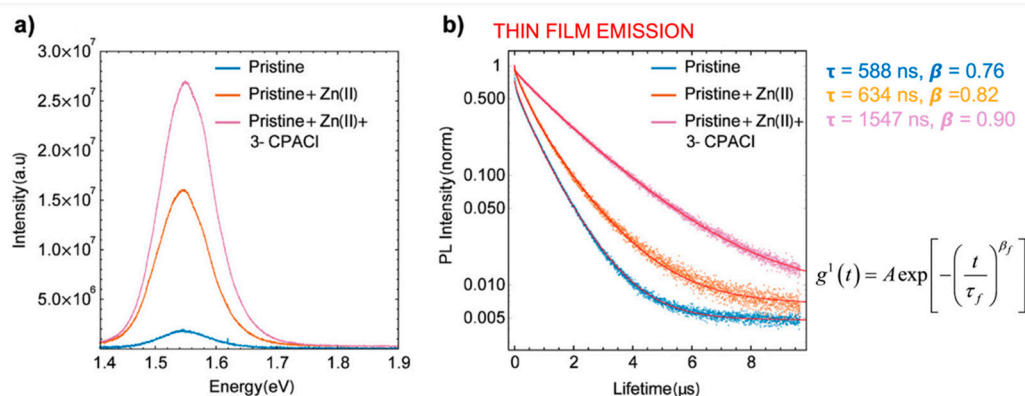 a)
3.0×10⁷
2.5×10⁷
2.0×10⁷
1.5×10⁷
1.0×10⁷
5.0×10⁶
Intensity(a.u)
Pristine
Pristine+ Zn(II)
Pristine+ Zn(II)+
3- CPACl
1.4 1.5 1.6 1.7 1.8 1.9
Energy(eV)
b) THIN FILM EMISSION
1
0.500
0.100
0.050
0.010
0.005
PL Intensity(norm)
Pristine
Pristine+ Zn(II)
Pristine+ Zn(II)+
3- CPACl
0 2 4 6 8
Lifetime(μs)
τ = 588 ns, β = 0.76
τ = 634 ns, β =0.82
τ = 1547 ns, β = 0.90
g¹(t) = A exp[-(t/τ_f)^β_f]